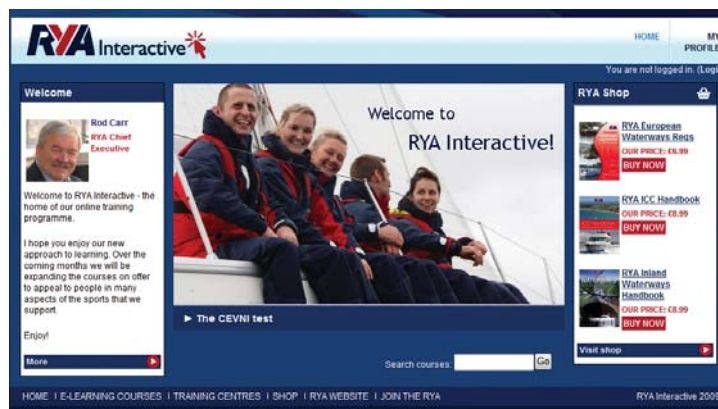 RYA Interactive
HOME
MY
PROFILE
You are not logged in. (Logi
Welcome
Rod Carr
RYA Chief
Executive
Welcome to RYA Interactive - the
home of our online training
programme.
I hope you enjoy our new
approach to learning. Over the
coming months we will be
expanding the courses on offer
to appeal to people in many
aspects of the sports that we
support.
Enjoy!
More
Welcome to
RYA Interactive!
► The CEVNI test
Search courses:
Go
RYA Shop
RYA European
Waterways Regs
OUR PRICE: £6.99
BUY NOW
RYA ICC Handbook
OUR PRICE: £8.99
BUY NOW
RYA Inland
Waterways
Handbook
OUR PRICE: £8.99
BUY NOW
Visit shop
HOME | E-LEARNING COURSES | TRAINING CENTRES | SHOP | RYA WEBSITE | JOIN THE RYA
RYA Interactive 2009